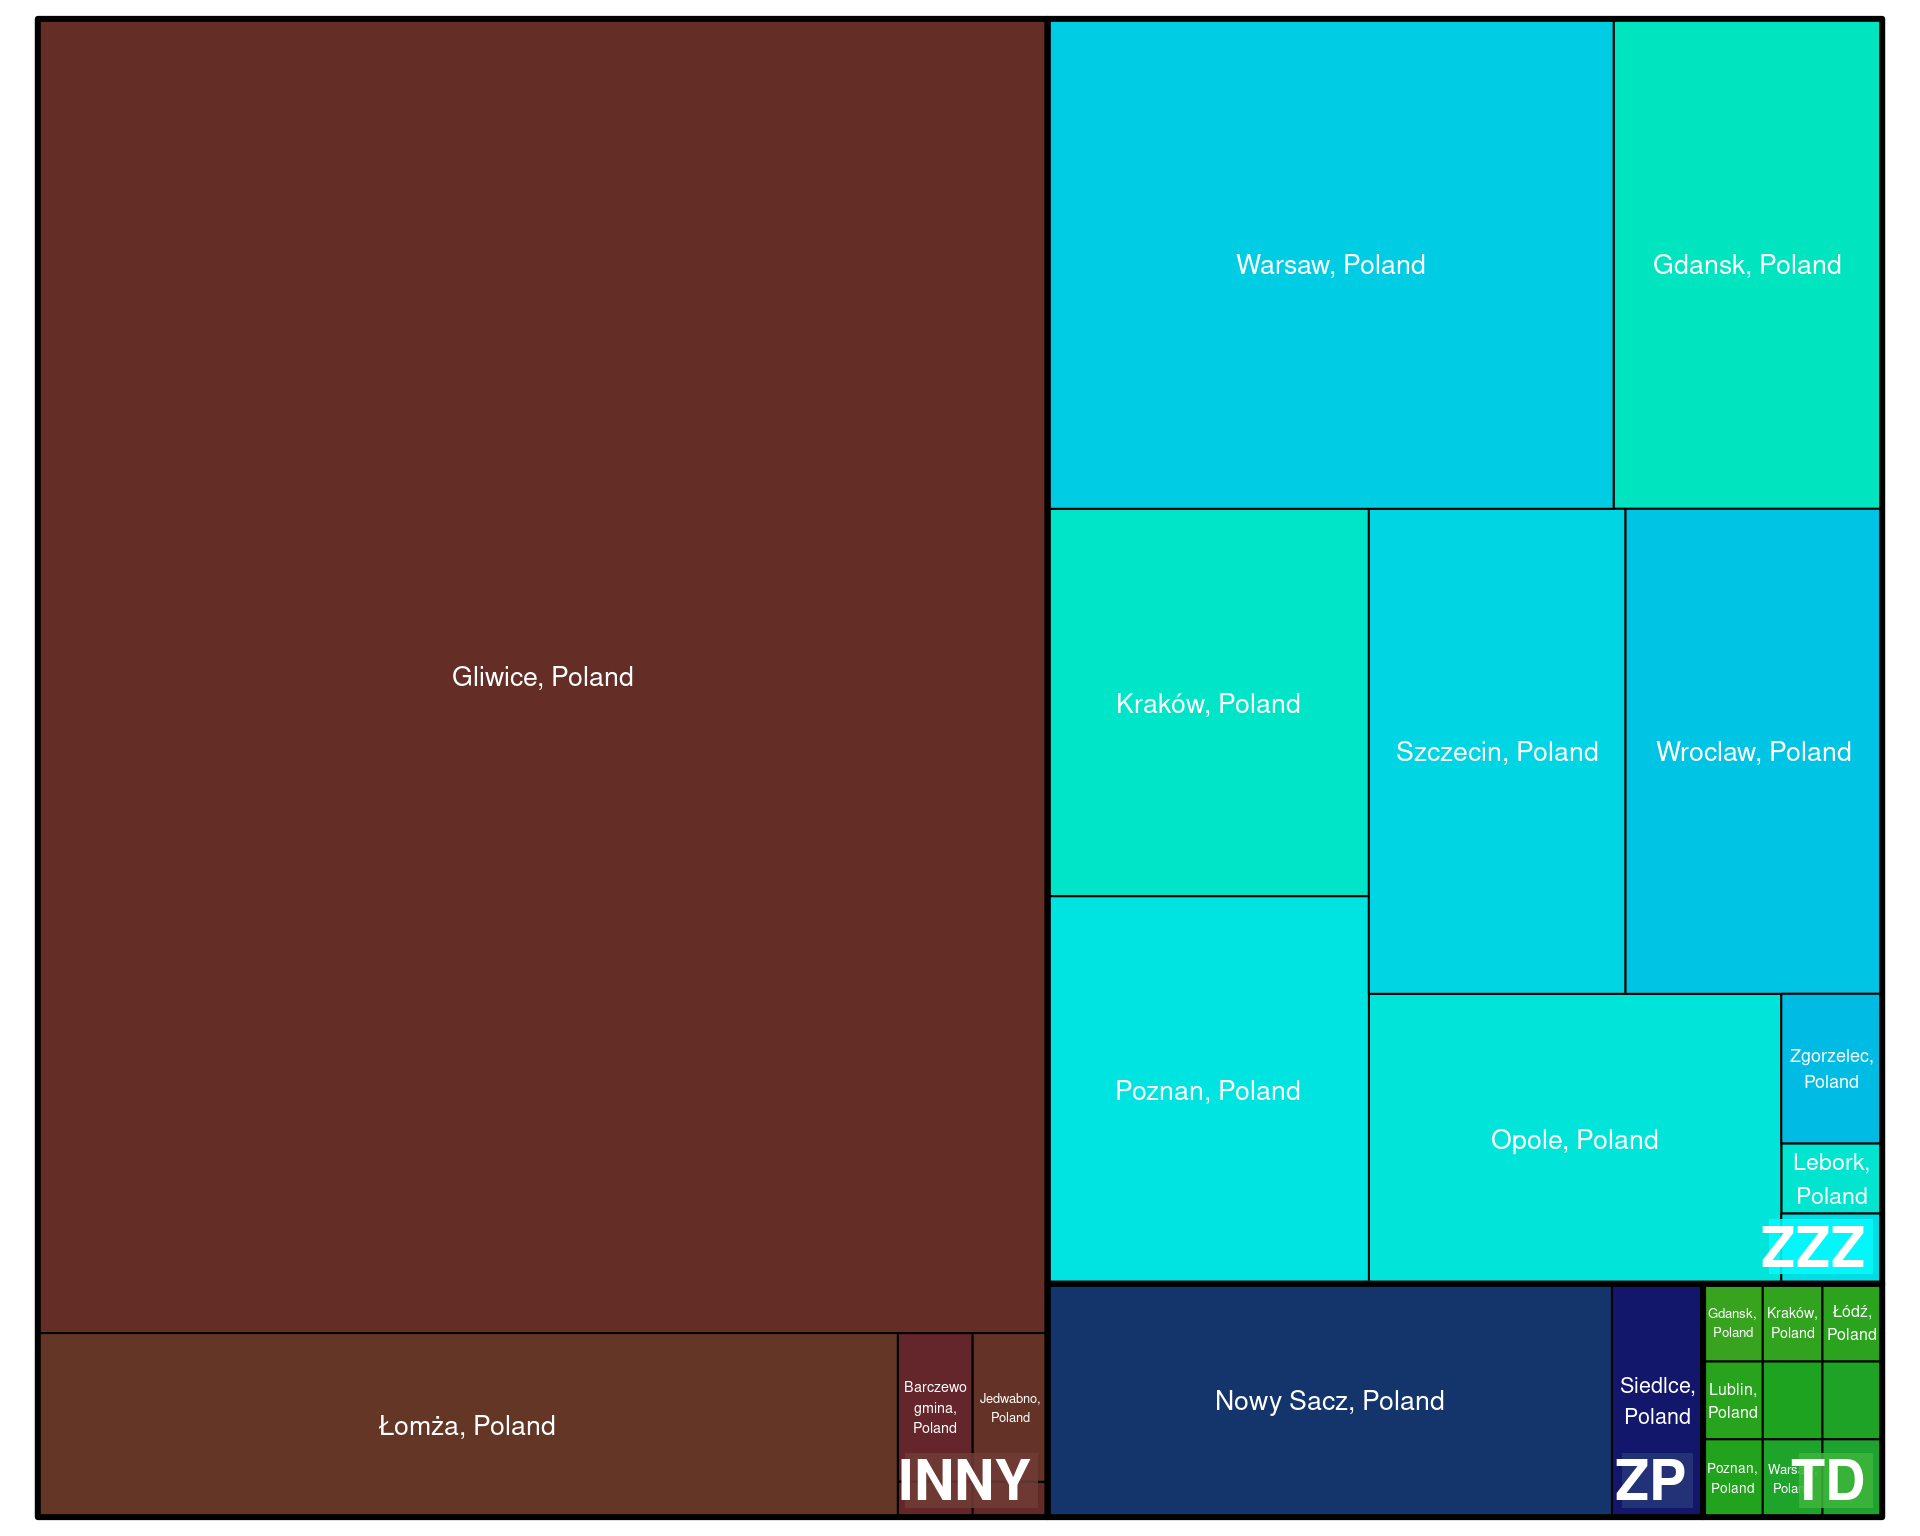 Gliwice, Poland
Łomża, Poland
Barczewo
gmina,
Poland
Jedwabno,
Poland
INNY
Warsaw, Poland
Gdansk, Poland
Kraków, Poland
Szczecin, Poland
Wroclaw, Poland
Poznan, Poland
Opole, Poland
Zgorzelec,
Poland
Lebork,
Poland
ZZZ
Nowy Sacz, Poland
Siedlce,
Poland
ZP
Gdansk,
Poland
Kraków,
Poland
Łódź,
Poland
Lublin,
Poland
Poznan,
Poland
TD